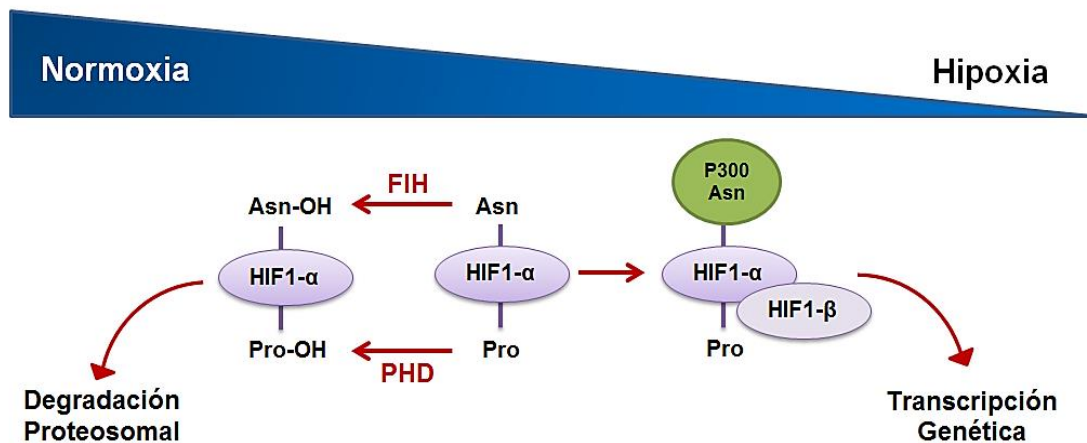 Normoxia
Hipoxia
P300
Asn
FIH
Asn-OH
Asn
HIF1-α
HIF1-α
HIF1-α
HIF1-β
Pro-OH
PHD
Pro
Pro
Degradación
Proteosomal
Transcripción
Genética